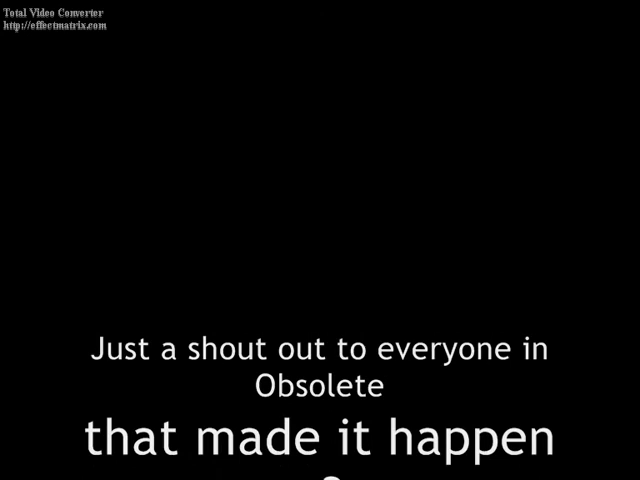 Total Video Converter
http://effectmatrix.com
Just a shout out to everyone in
Obsolete
that made it happen